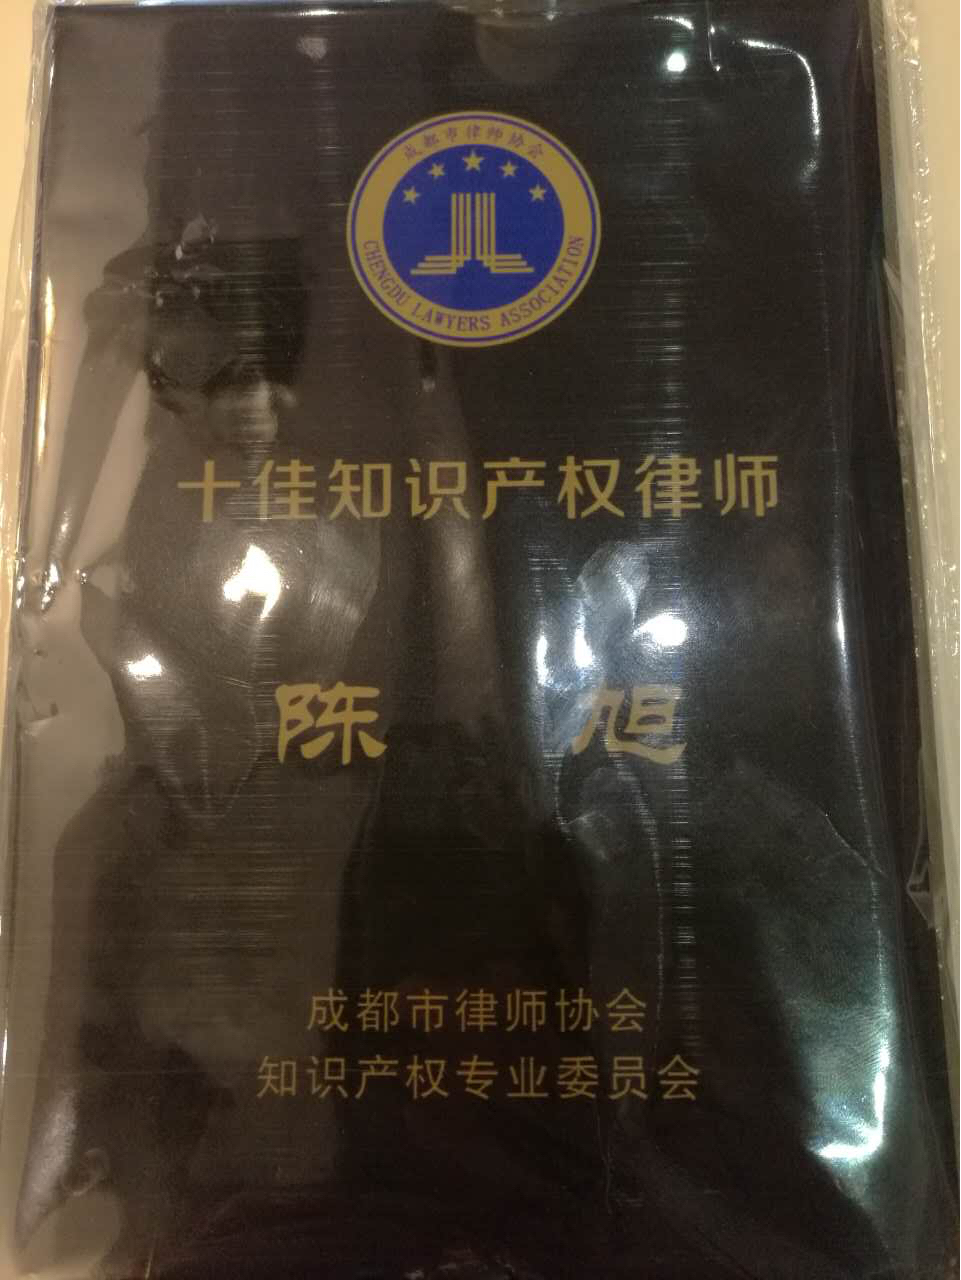 成都市律师协会
CHENGDU LAWYERS ASSOCIATION
十佳知识产权律师
陈 旭
成都市律师协会
知识产权专业委员会